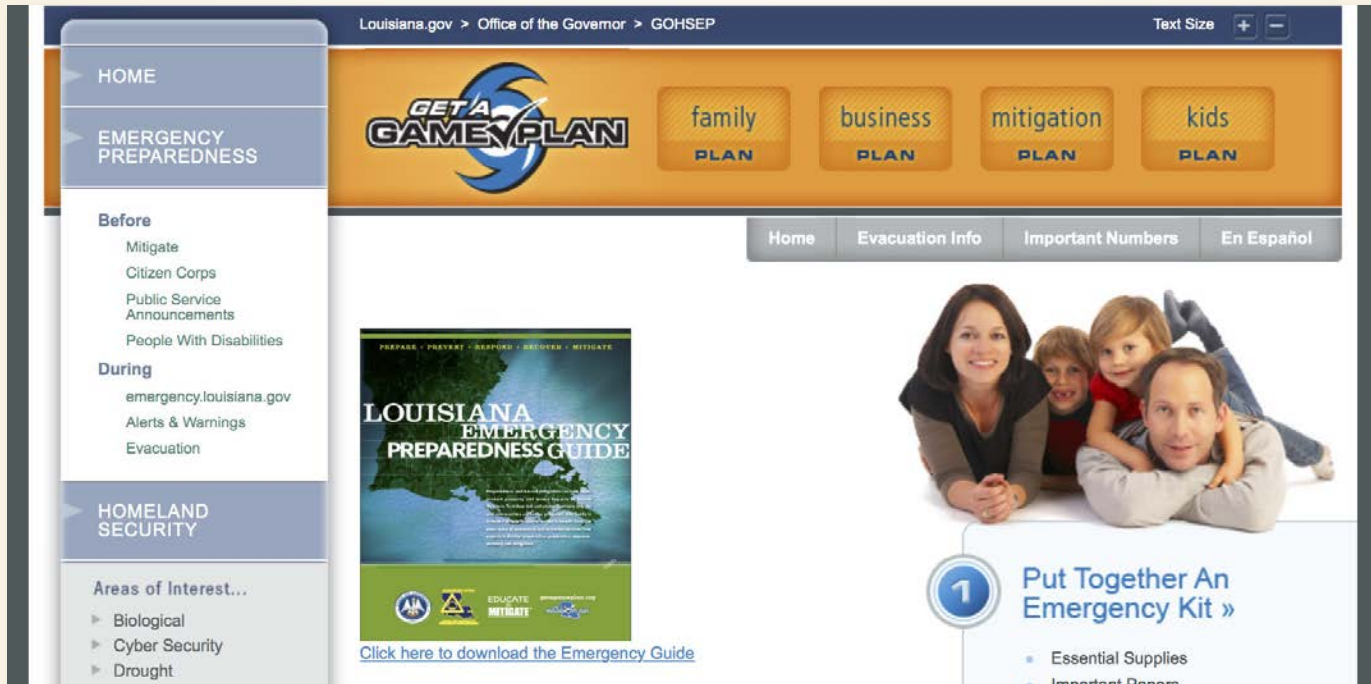 Louisiana.gov > Office of the Governor > GOHSEP
Text Size + −
HOME
EMERGENCY
PREPAREDNESS
Before
Mitigate
Citizen Corps
Public Service
Announcements
People With Disabilities
During
emergency.louisiana.gov
Alerts & Warnings
Evacuation
HOMELAND
SECURITY
Areas of Interest...
Biological
Cyber Security
Drought
GET A
GAME PLAN
family
PLAN
business
PLAN
mitigation
PLAN
kids
PLAN
Home Evacuation Info Important Numbers En Español
PREPARE • PREVENT • RESPOND • RECOVER • MITIGATE
LOUISIANA
EMERGENCY
PREPAREDNESS GUIDE
EDUCATE
MITIGATE
getagameplan.org
Click here to download the Emergency Guide
1
Put Together An
Emergency Kit »
Essential Supplies
Important Papers